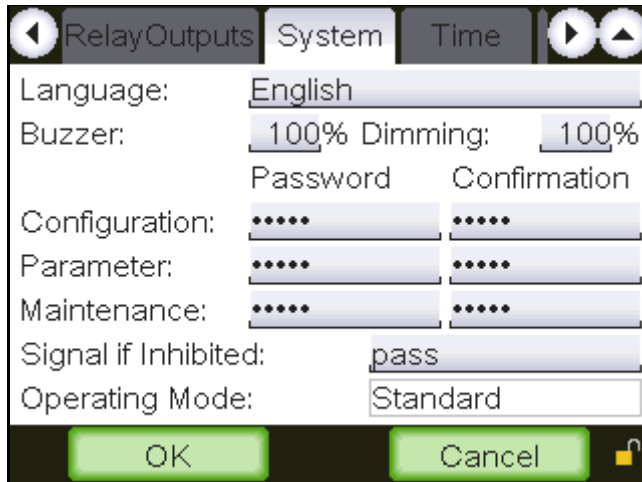 RelayOutputs System Time
Language: English
Buzzer: 100% Dimming: 100%
Password Confirmation
Configuration: ••••• •••••
Parameter: ••••• •••••
Maintenance: ••••• •••••
Signal if Inhibited: pass
Operating Mode: Standard
OK Cancel